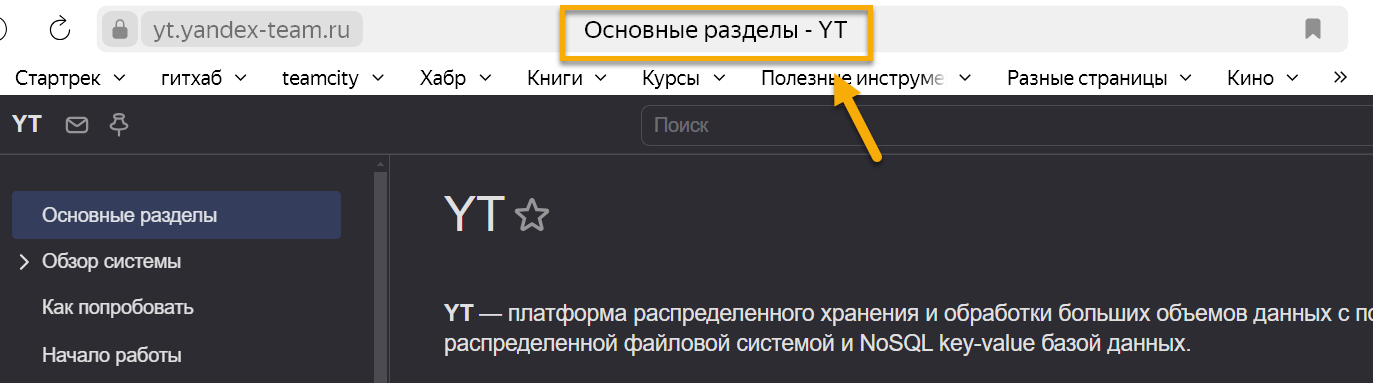 yt.yandex-team.ru
Основные разделы - YT
Стартрек
гитхаб
teamcity
Хабр
Книги
Курсы
Полезные инструме
Разные страницы
Кино
YT
Поиск
Основные разделы
Обзор системы
Как попробовать
Начало работы
YT
YT — платформа распределенного хранения и обработки больших объемов данных с
распределенной файловой системой и NoSQL key-value базой данных.